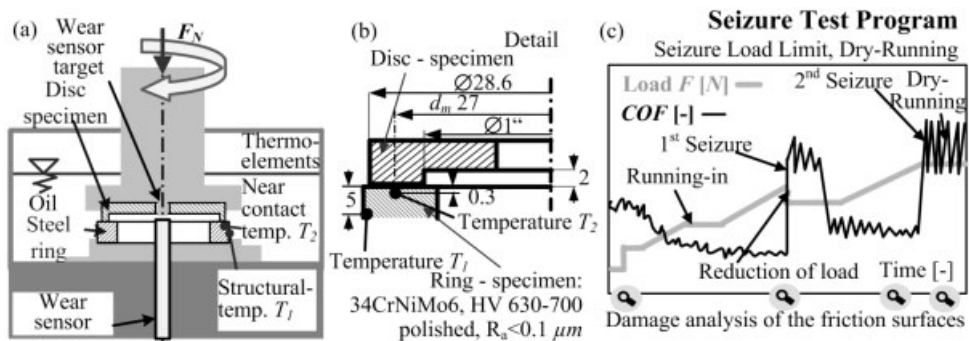 (a)
Wear
sensor
target
Disc
specimen
F_N
Thermo-
elements
Oil
Steel
ring
Near
contact
temp. T_2
Structural-
temp. T_1
Wear
sensor
(b)
Detail
Disc - specimen
Ø28.6
d_m 27
Ø1“
2
5
0.3
Temperature T_2
Temperature T_1
Ring - specimen:
34CrNiMo6, HV 630-700
polished, R_a<0.1 µm
(c)
Seizure Test Program
Seizure Load Limit, Dry-Running
Load F [N]
COF [-]
2nd Seizure
Dry-
Running
1st Seizure
Running-in
Reduction of load
Time [-]
Damage analysis of the friction surfaces